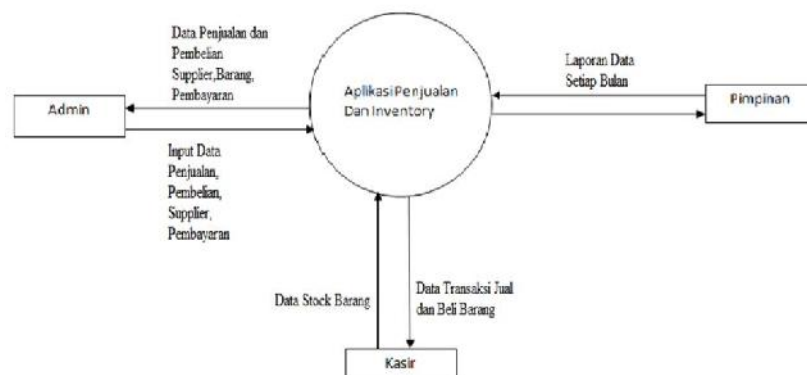 Data Penjualan dan
Pembelian
Supplier,Barang,
Pembayaran
Admin
Input Data
Penjualan,
Pembelian,
Supplier,
Pembayaran
Aplikasi Penjualan
Dan Inventory
Laporan Data
Setiap Bulan
Pimpinan
Data Stock Barang
Data Transaksi Jual
dan Beli Barang
Kasir